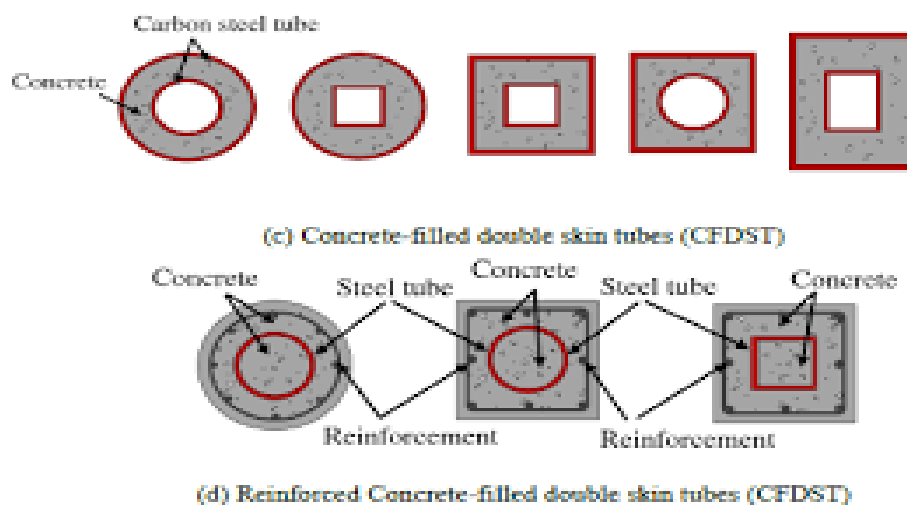 Carbon steel tube
Concrete
(c) Concrete-filled double skin tubes (CFDST)
Concrete
Steel tube
Concrete
Steel tube
Concrete
Reinforcement
Reinforcement
(d) Reinforced Concrete-filled double skin tubes (CFDST)